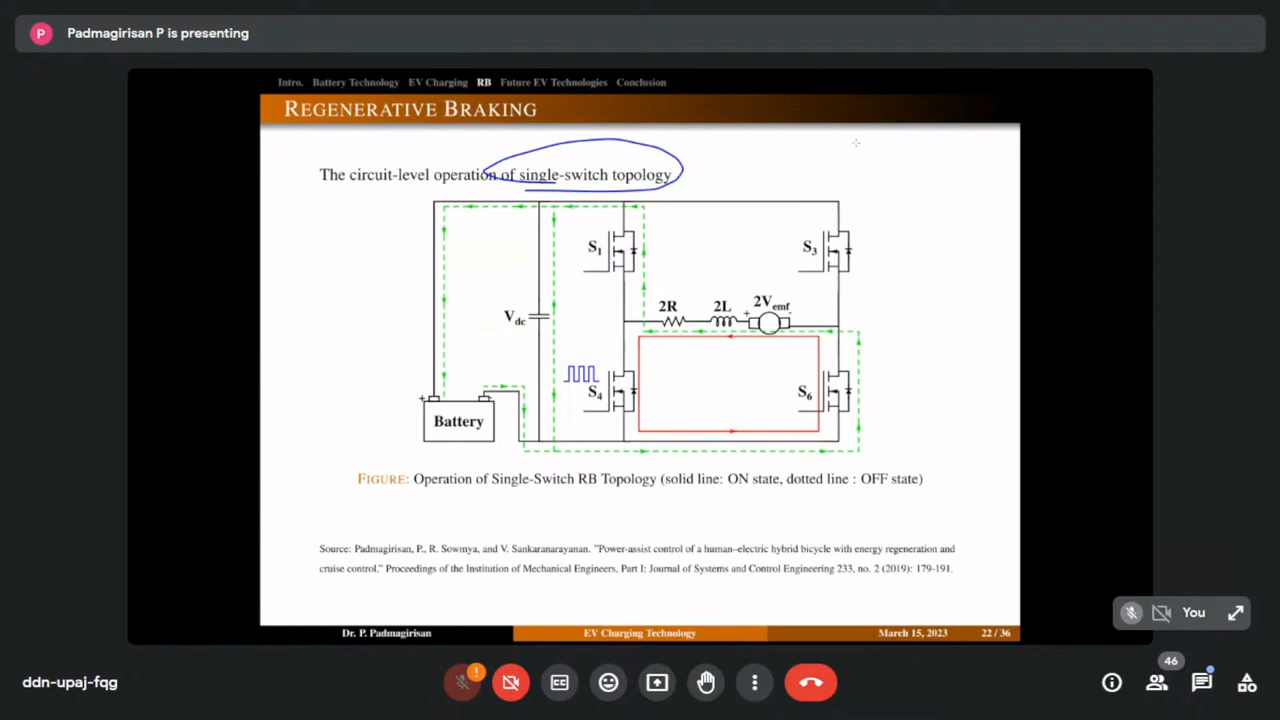 P Padmagirisan P is presenting
Intro. Battery Technology EV Charging RB Future EV Technologies Conclusion
REGENERATIVE BRAKING
The circuit-level operation of single-switch topology
S1 S3
2R 2L 2Vemf
+ -
Vdc
S4 S6
+ -
Battery
FIGURE: Operation of Single-Switch RB Topology (solid line: ON state, dotted line : OFF state)
Source: Padmagirisan, P., R. Sowmya, and V. Sankaranarayanan. "Power-assist control of a human–electric hybrid bicycle with energy regeneration and
cruise control." Proceedings of the Institution of Mechanical Engineers, Part I: Journal of Systems and Control Engineering 233, no. 2 (2019): 179-191.
You
Dr. P. Padmagirisan EV Charging Technology March 15, 2023 22 / 36
46
ddn-upaj-fqg